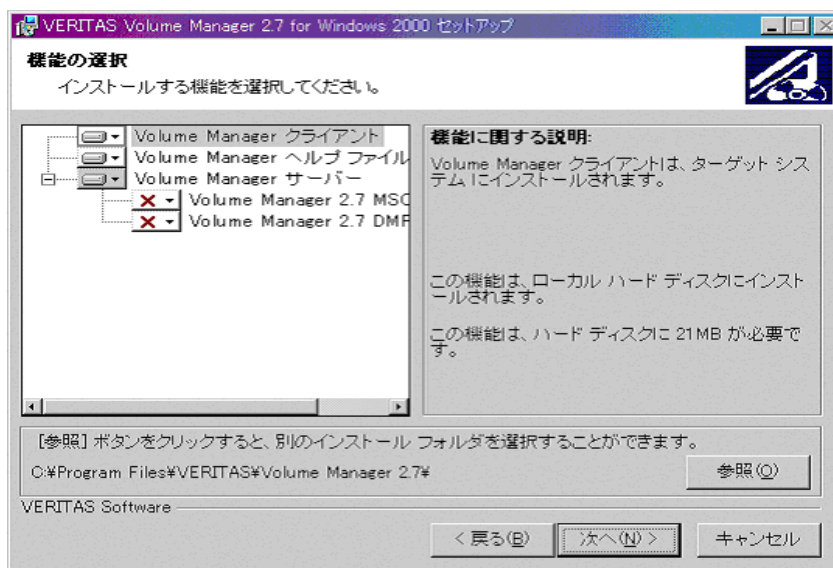 VERITAS Volume Manager 2.7 for Windows 2000 セットアップ
機能の選択
インストールする機能を選択してください。
Volume Manager クライアント
Volume Manager ヘルプ ファイル
Volume Manager サーバー
Volume Manager 2.7 MSC
Volume Manager 2.7 DMP
機能に関する説明:
Volume Manager クライアントは、ターゲット シス
テム にインストールされます。
この機能は、ローカル ハード ディスクにインスト
ールされます。
この機能は、ハード ディスクに 21MB が必要で
す。
[参照] ボタンをクリックすると、別のインストール フォルダを選択することができます。
C:¥Program Files¥VERITAS¥Volume Manager 2.7¥
参照(O)
VERITAS Software
< 戻る(B)
次へ(N) >
キャンセル